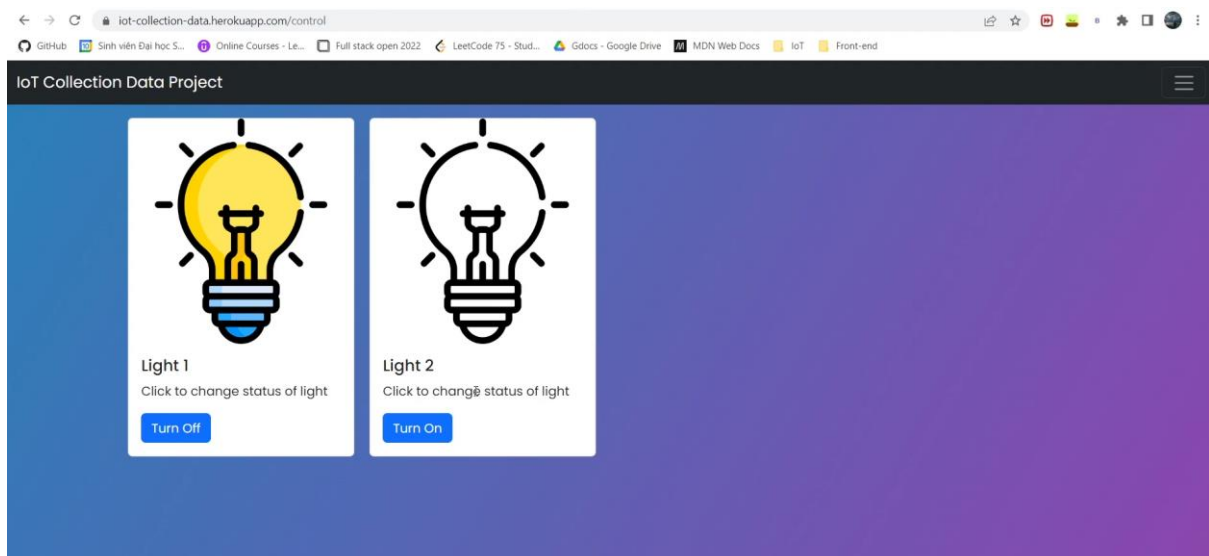 iot-collection-data.herokuapp.com/control
GitHub Sinh viên Đại học S... Online Courses - Le... Full stack open 2022 LeetCode 75 - Stud... Gdocs - Google Drive MDN Web Docs IoT Front-end
IoT Collection Data Project
Light 1
Click to change status of light
Turn Off
Light 2
Click to change status of light
Turn On